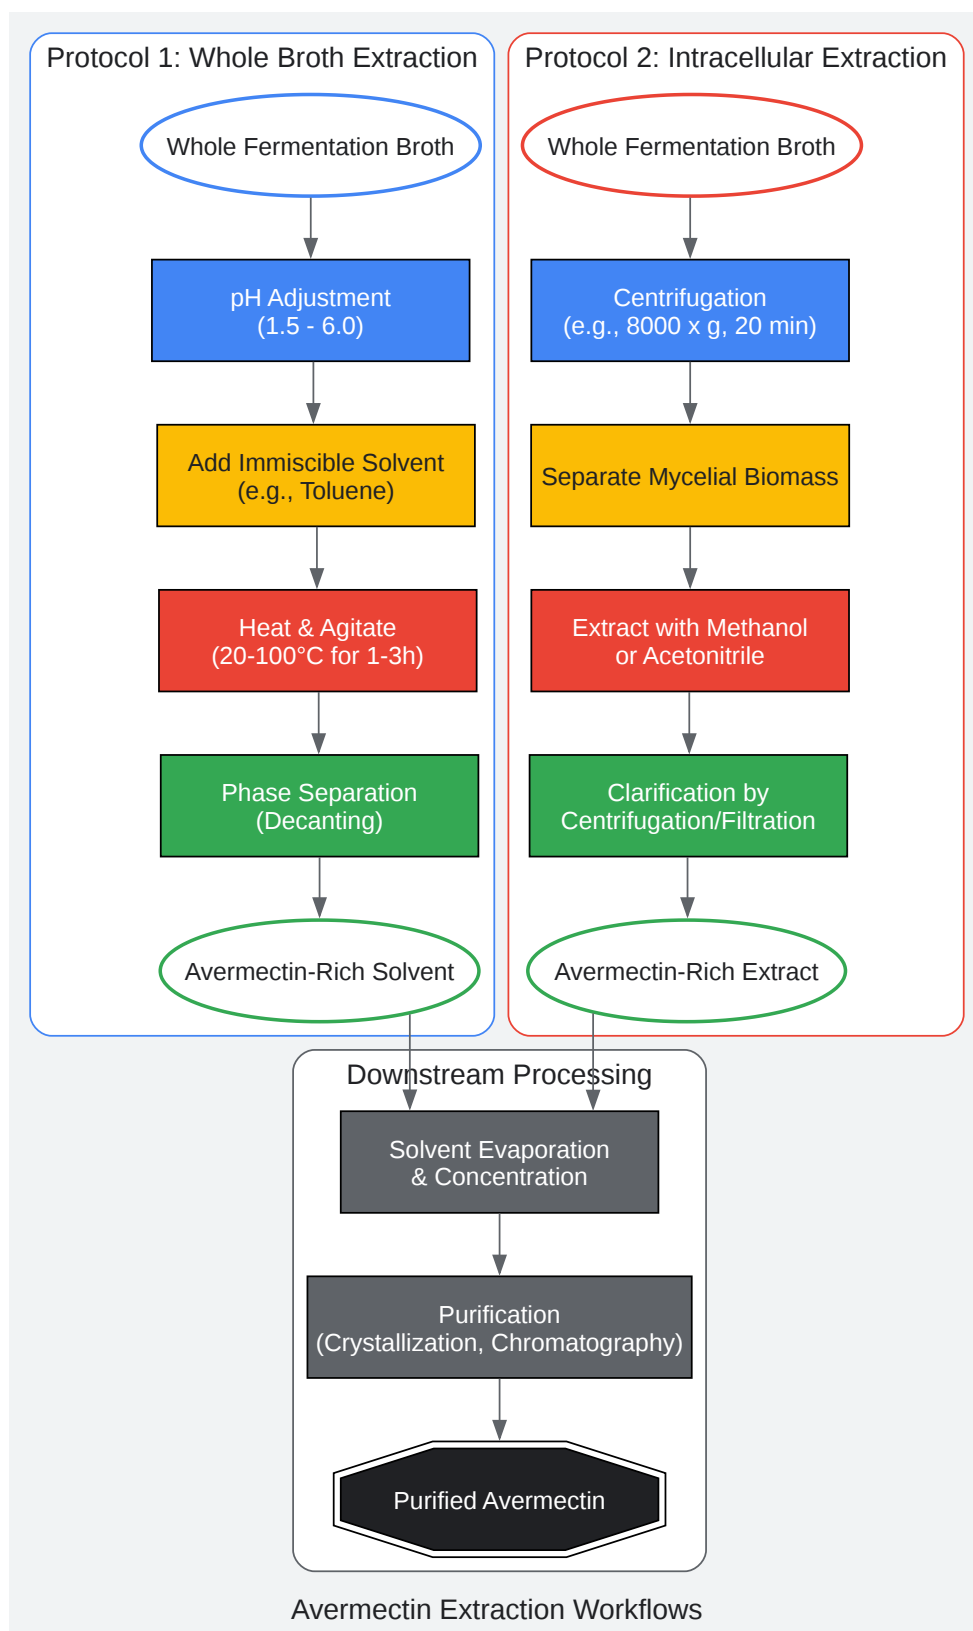 Protocol 1: Whole Broth Extraction
Whole Fermentation Broth
pH Adjustment
(1.5 - 6.0)
Add Immiscible Solvent
(e.g., Toluene)
Heat & Agitate
(20-100°C for 1-3h)
Phase Separation
(Decanting)
Avermectin-Rich Solvent
Protocol 2: Intracellular Extraction
Whole Fermentation Broth
Centrifugation
(e.g., 8000 x g, 20 min)
Separate Mycelial Biomass
Extract with Methanol
or Acetonitrile
Clarification by
Centrifugation/Filtration
Avermectin-Rich Extract
Downstream Processing
Solvent Evaporation
& Concentration
Purification
(Crystallization, Chromatography)
Purified Avermectin
Avermectin Extraction Workflows